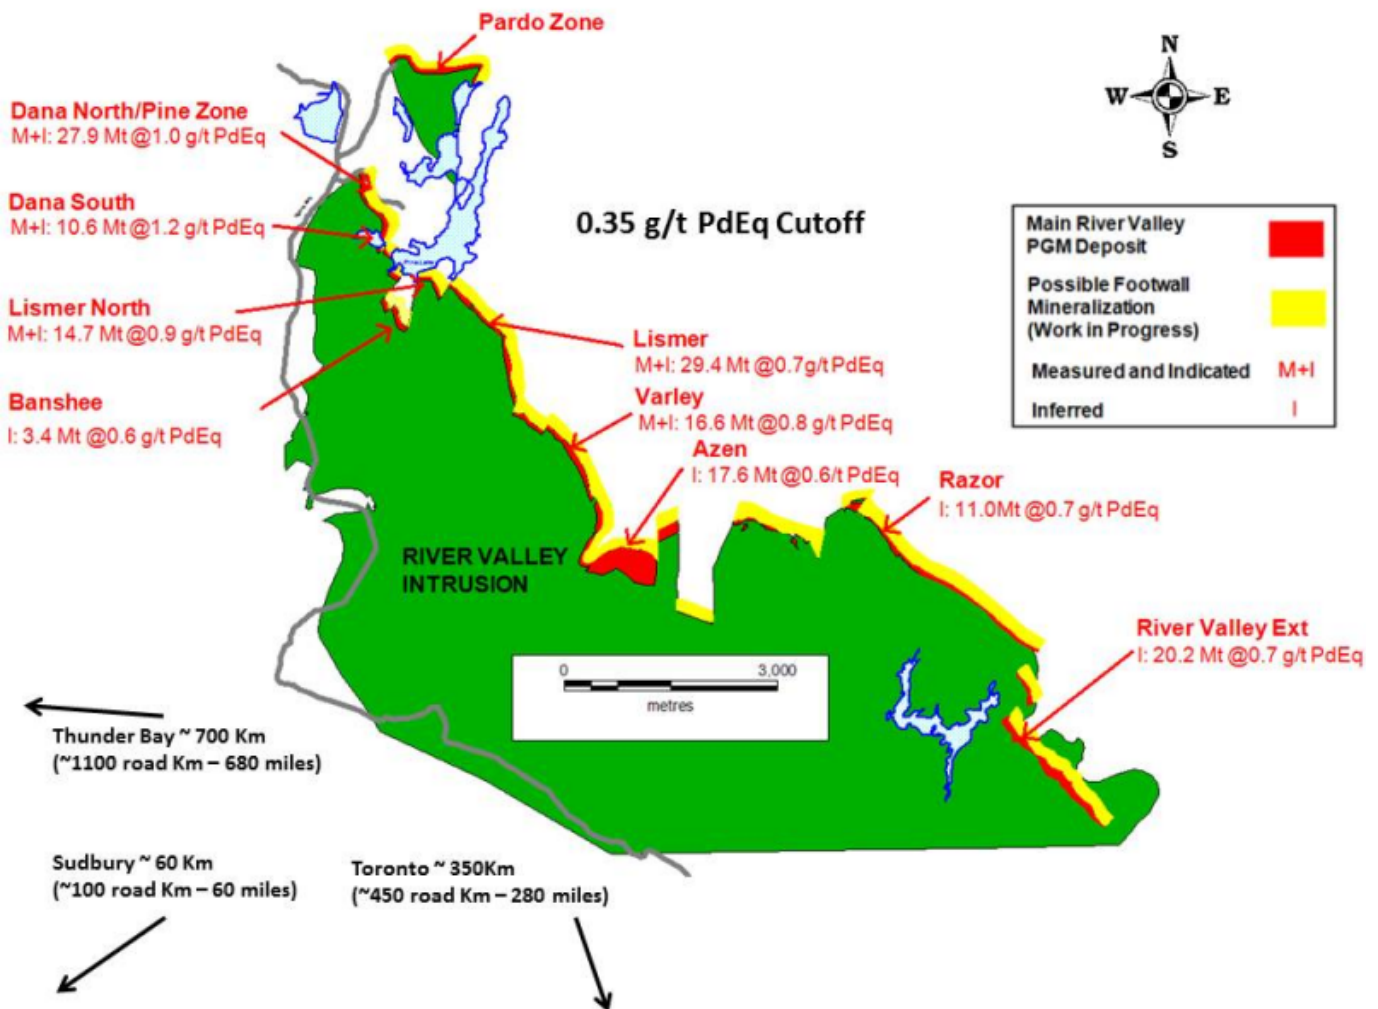 Pardo Zone
N
W
E
S
Dana North/Pine Zone
M+I: 27.9 Mt @1.0 g/t PdEq
Dana South
M+I: 10.6 Mt @1.2 g/t PdEq
0.35 g/t PdEq Cutoff
Main River Valley
PGM Deposit
Possible Footwall
Mineralization
(Work in Progress)
Measured and Indicated M+I
Inferred I
Lismer North
M+I: 14.7 Mt @0.9 g/t PdEq
Lismer
M+I: 29.4 Mt @0.7g/t PdEq
Banshee
I: 3.4 Mt @0.6 g/t PdEq
Varley
M+I: 16.6 Mt @0.8 g/t PdEq
Azen
I: 17.6 Mt @0.6/t PdEq
Razor
I: 11.0Mt @0.7 g/t PdEq
RIVER VALLEY
INTRUSION
River Valley Ext
I: 20.2 Mt @0.7 g/t PdEq
0 3,000
metres
Thunder Bay ~ 700 Km
(~1100 road Km – 680 miles)
Sudbury ~ 60 Km
(~100 road Km – 60 miles)
Toronto ~ 350Km
(~450 road Km – 280 miles)